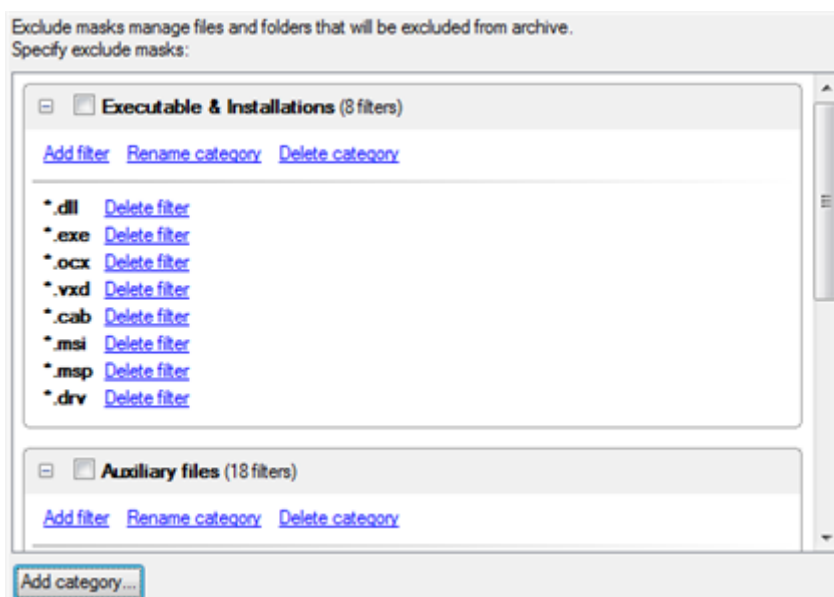 Exclude masks manage files and folders that will be excluded from archive.
Specify exclude masks:
Executable & Installations (8 filters)
Add filter Rename category Delete category
*.dll Delete filter
*.exe Delete filter
*.ocx Delete filter
*.vxd Delete filter
*.cab Delete filter
*.msi Delete filter
*.msp Delete filter
*.drv Delete filter
Auxiliary files (18 filters)
Add filter Rename category Delete category
Add category...